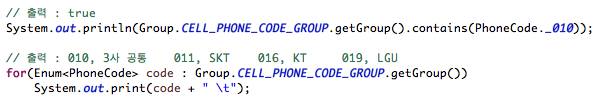 // 출력 : true
System.out.println(Group.CELL_PHONE_CODE_GROUP.getGroup().contains(PhoneCode._010));
// 출력 : 010, 3사 공통    011, SKT    016, KT    019, LGU
for(Enum<PhoneCode> code : Group.CELL_PHONE_CODE_GROUP.getGroup())
    System.out.print(code + " \t");